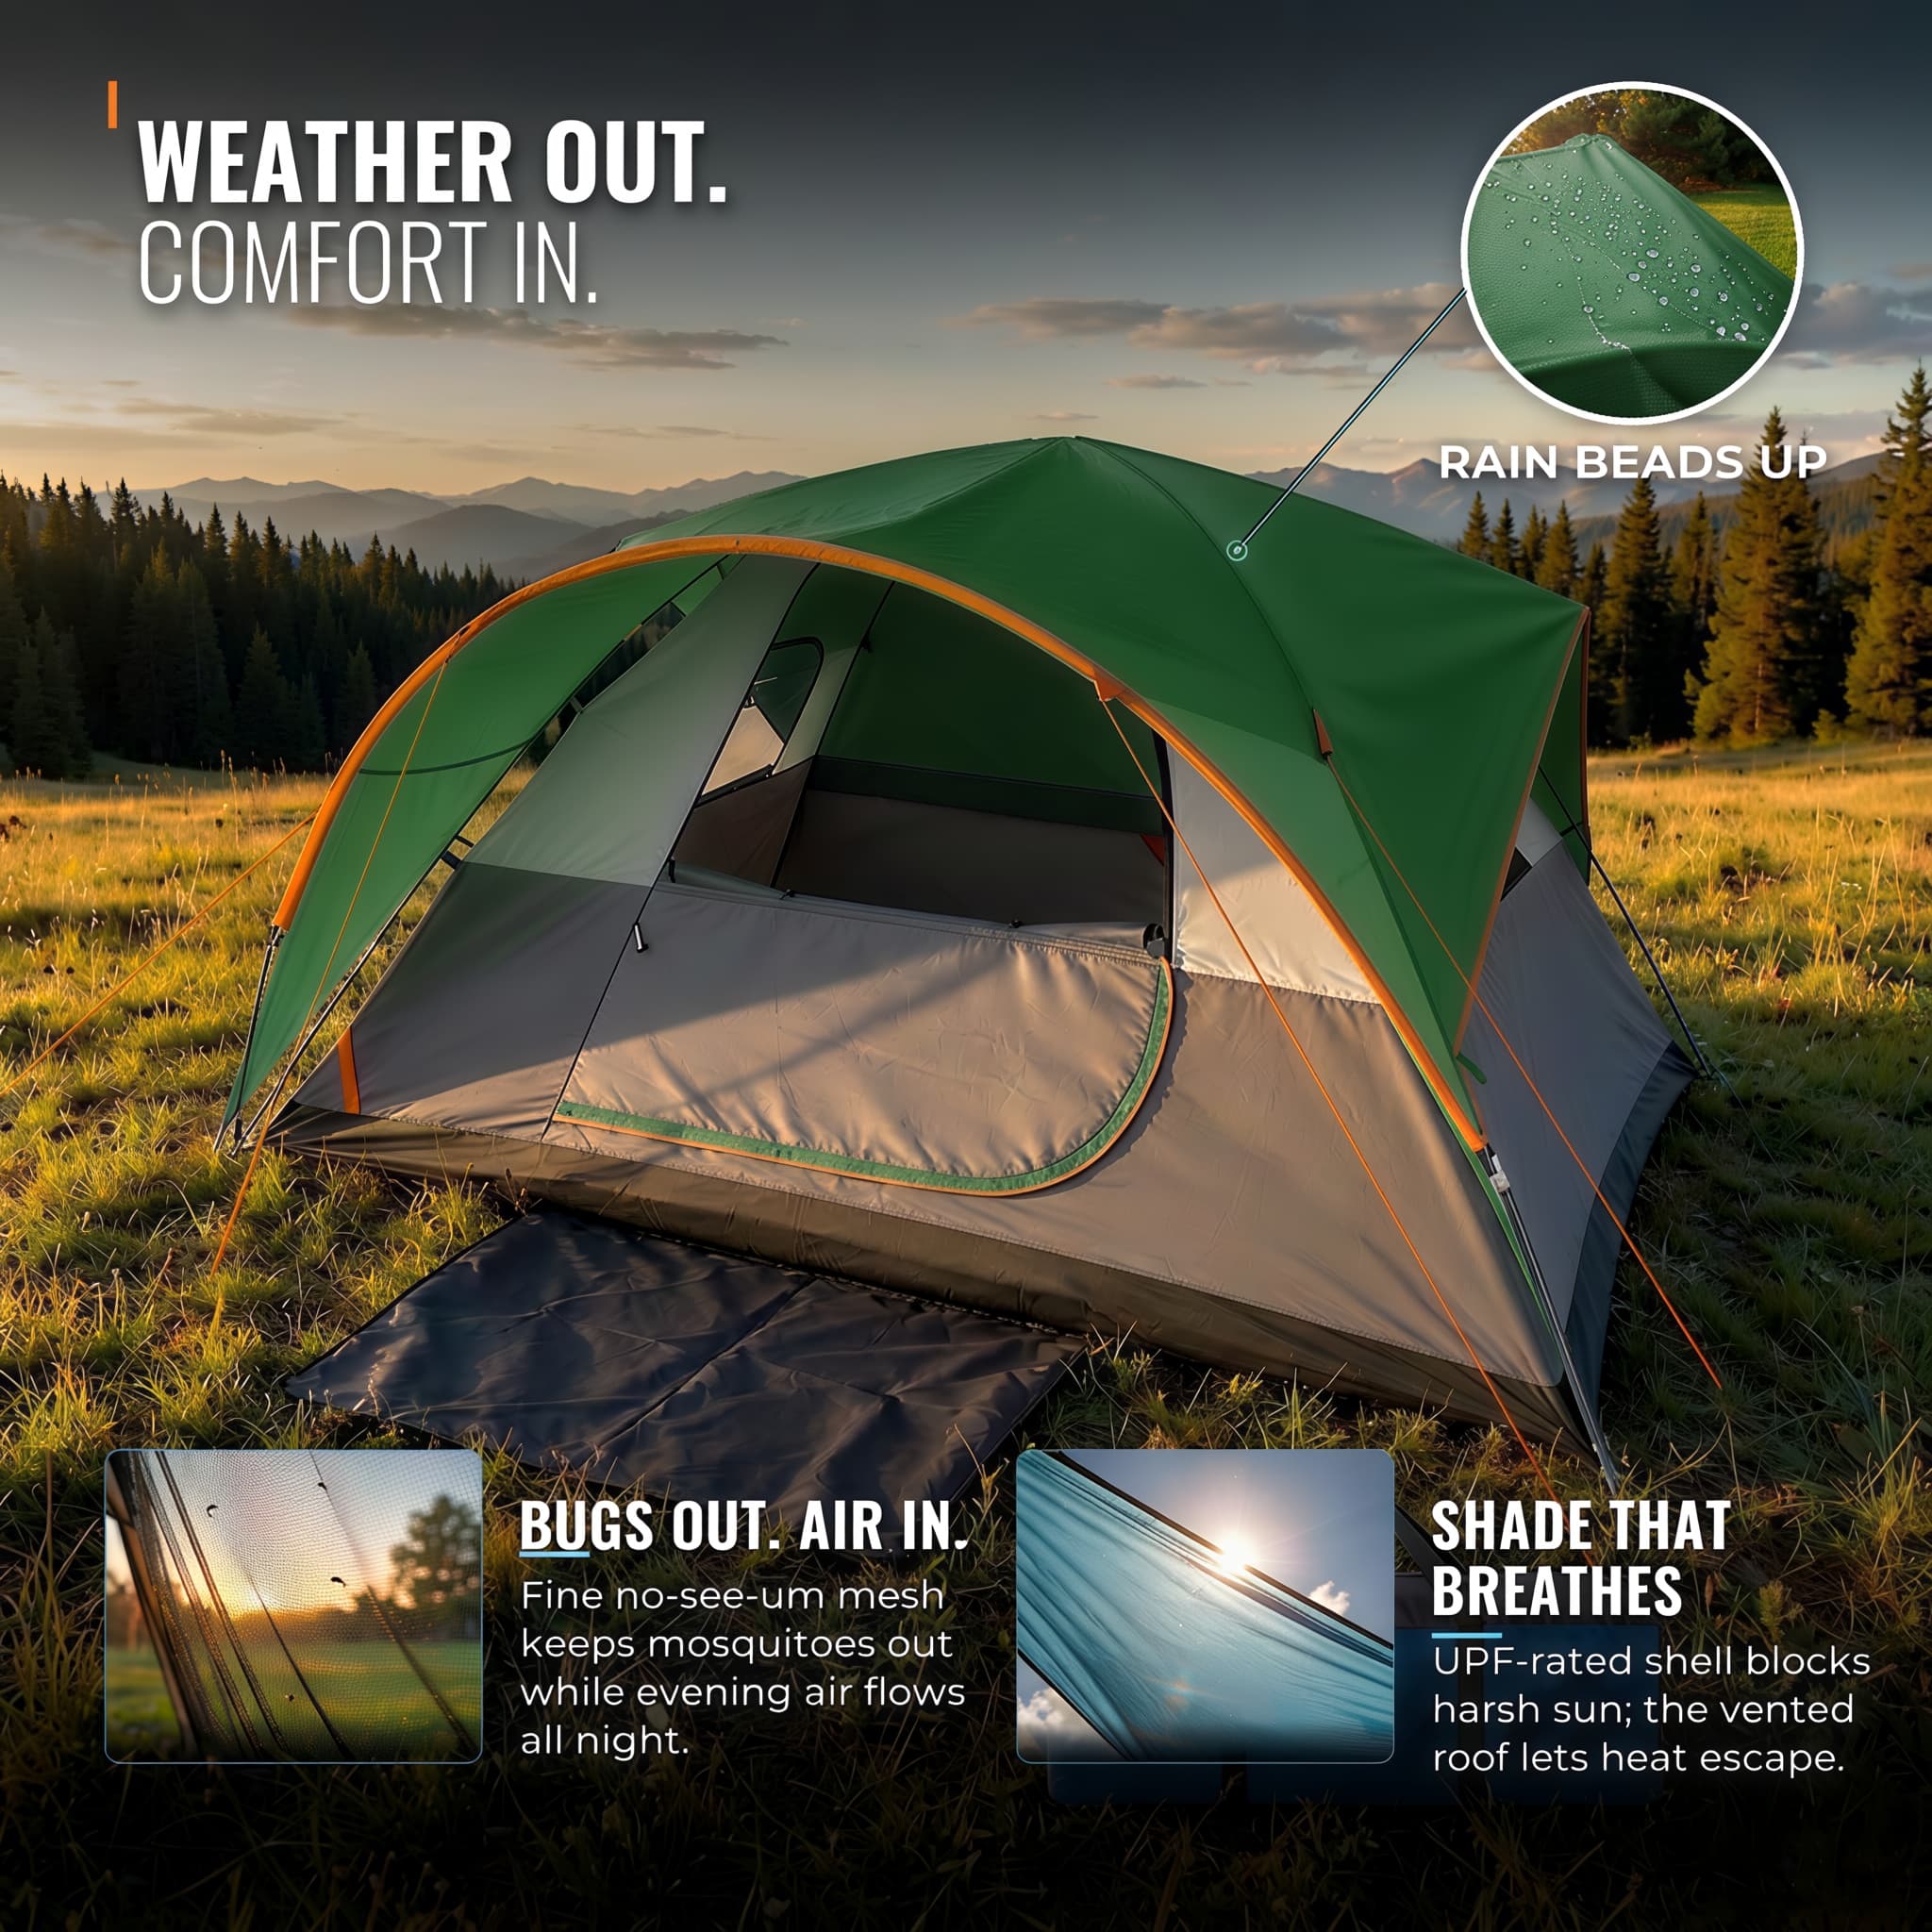 WEATHER OUT.
COMFORT IN.
RAIN BEADS UP
BUGS OUT. AIR IN.
Fine no-see-um mesh
keeps mosquitoes out
while evening air flows
all night.
SHADE THAT
BREATHES
UPF-rated shell blocks
harsh sun; the vented
roof lets heat escape.